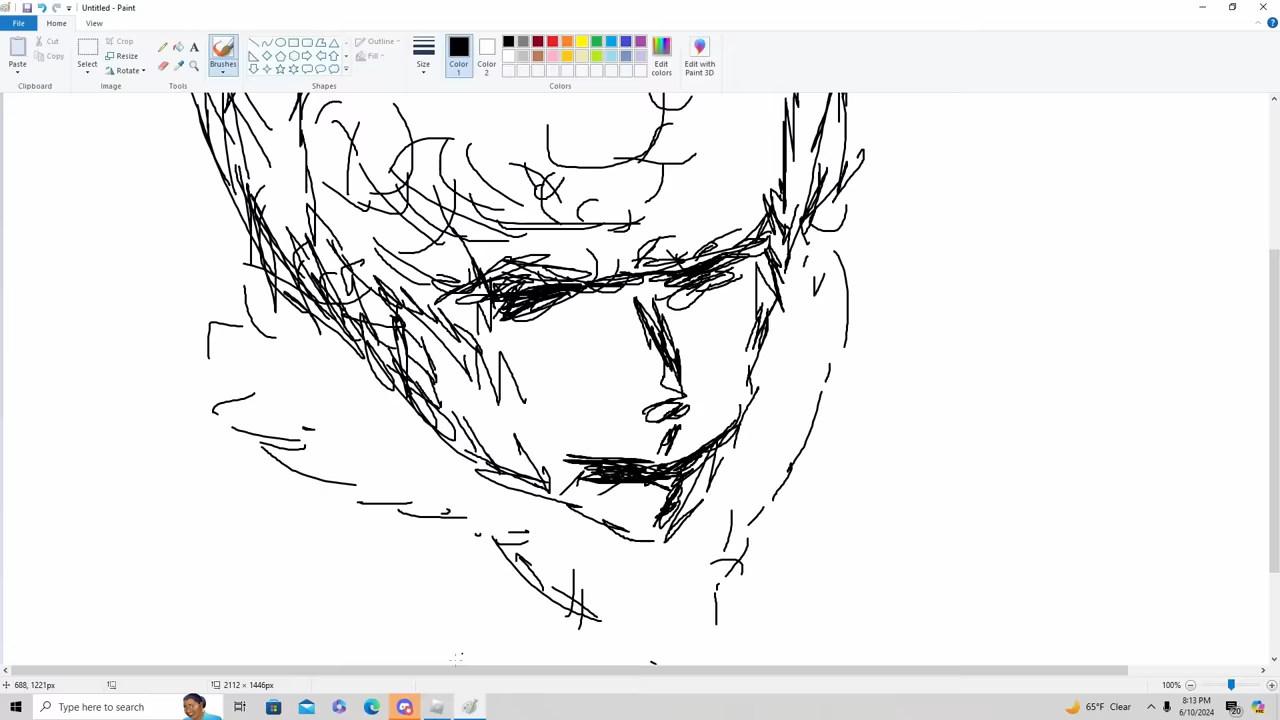 Untitled - Paint
File
Home
View
Paste
Cut
Copy
Clipboard
Select
Crop
Resize
Rotate
Image
A
Tools
Brushes
Outline
Fill
Shapes
Size
Color
1
Color
2
Edit
colors
Edit with
Paint 3D
Colors
688, 1221px
2112 × 1446px
100%
Type here to search
65°F Clear
8:13 PM
6/10/2024
20